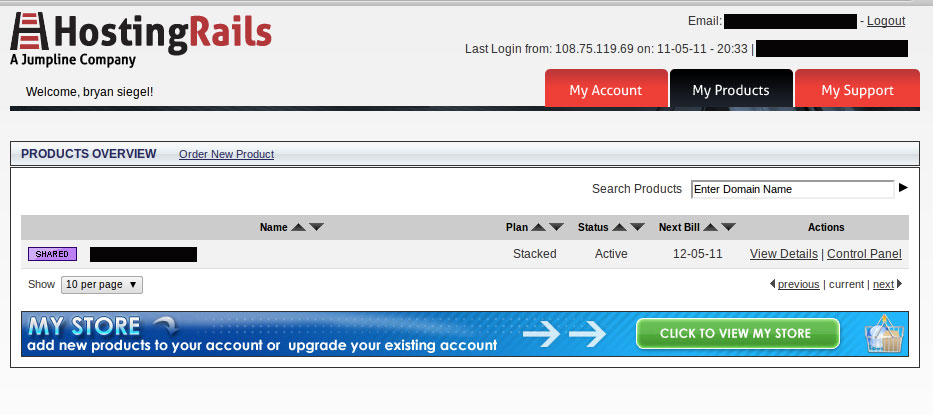 HostingRails
A Jumpline Company
Email: - Logout
Last Login from: 108.75.119.69 on: 11-05-11 - 20:33 |
Welcome, bryan siegel!
My Account My Products My Support
PRODUCTS OVERVIEW Order New Product
Search Products Enter Domain Name
Name Plan Status Next Bill Actions
SHARED Stacked Active 12-05-11 View Details | Control Panel
Show 10 per page previous | current | next
MY STORE
add new products to your account or upgrade your existing account
CLICK TO VIEW MY STORE